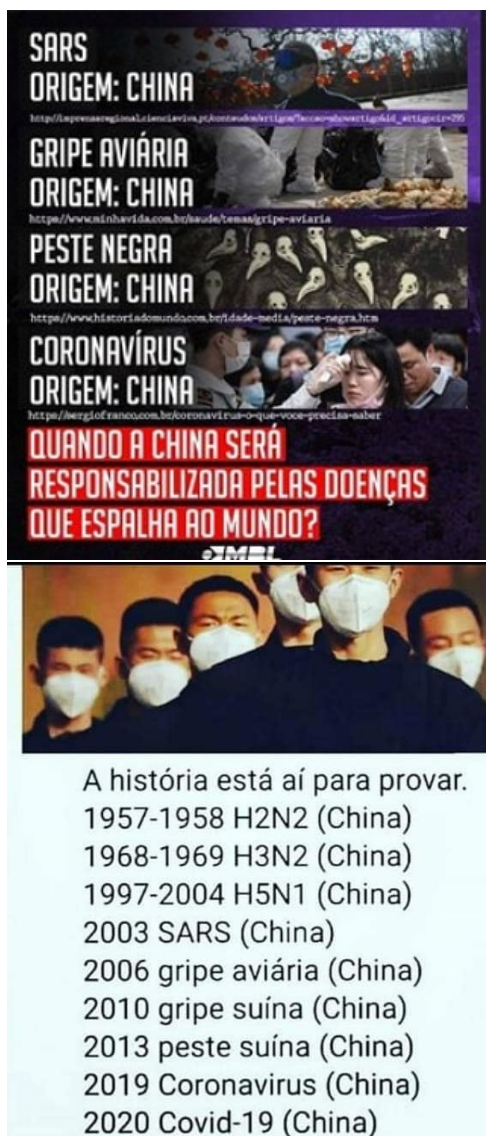 SARS
ORIGEM: CHINA
GRIPE AVIÁRIA
ORIGEM: CHINA
https://www.minhavida.com.br/saude/temas/gripe-aviaria
PESTE NEGRA
ORIGEM: CHINA
https://www.historiadomundo.com.br/idade-media/peste-negra.htm
CORONAVÍRUS
ORIGEM: CHINA
https://sergiofranco.com.br/coronavirus-o-que-voce-precisa-saber
QUANDO A CHINA SERÁ
RESPONSABILIZADA PELAS DOENÇAS
QUE ESPALHA AO MUNDO?
MBL
A história está aí para provar.
1957-1958 H2N2 (China)
1968-1969 H3N2 (China)
1997-2004 H5N1 (China)
2003 SARS (China)
2006 gripe aviária (China)
2010 gripe suína (China)
2013 peste suína (China)
2019 Coronavirus (China)
2020 Covid-19 (China)